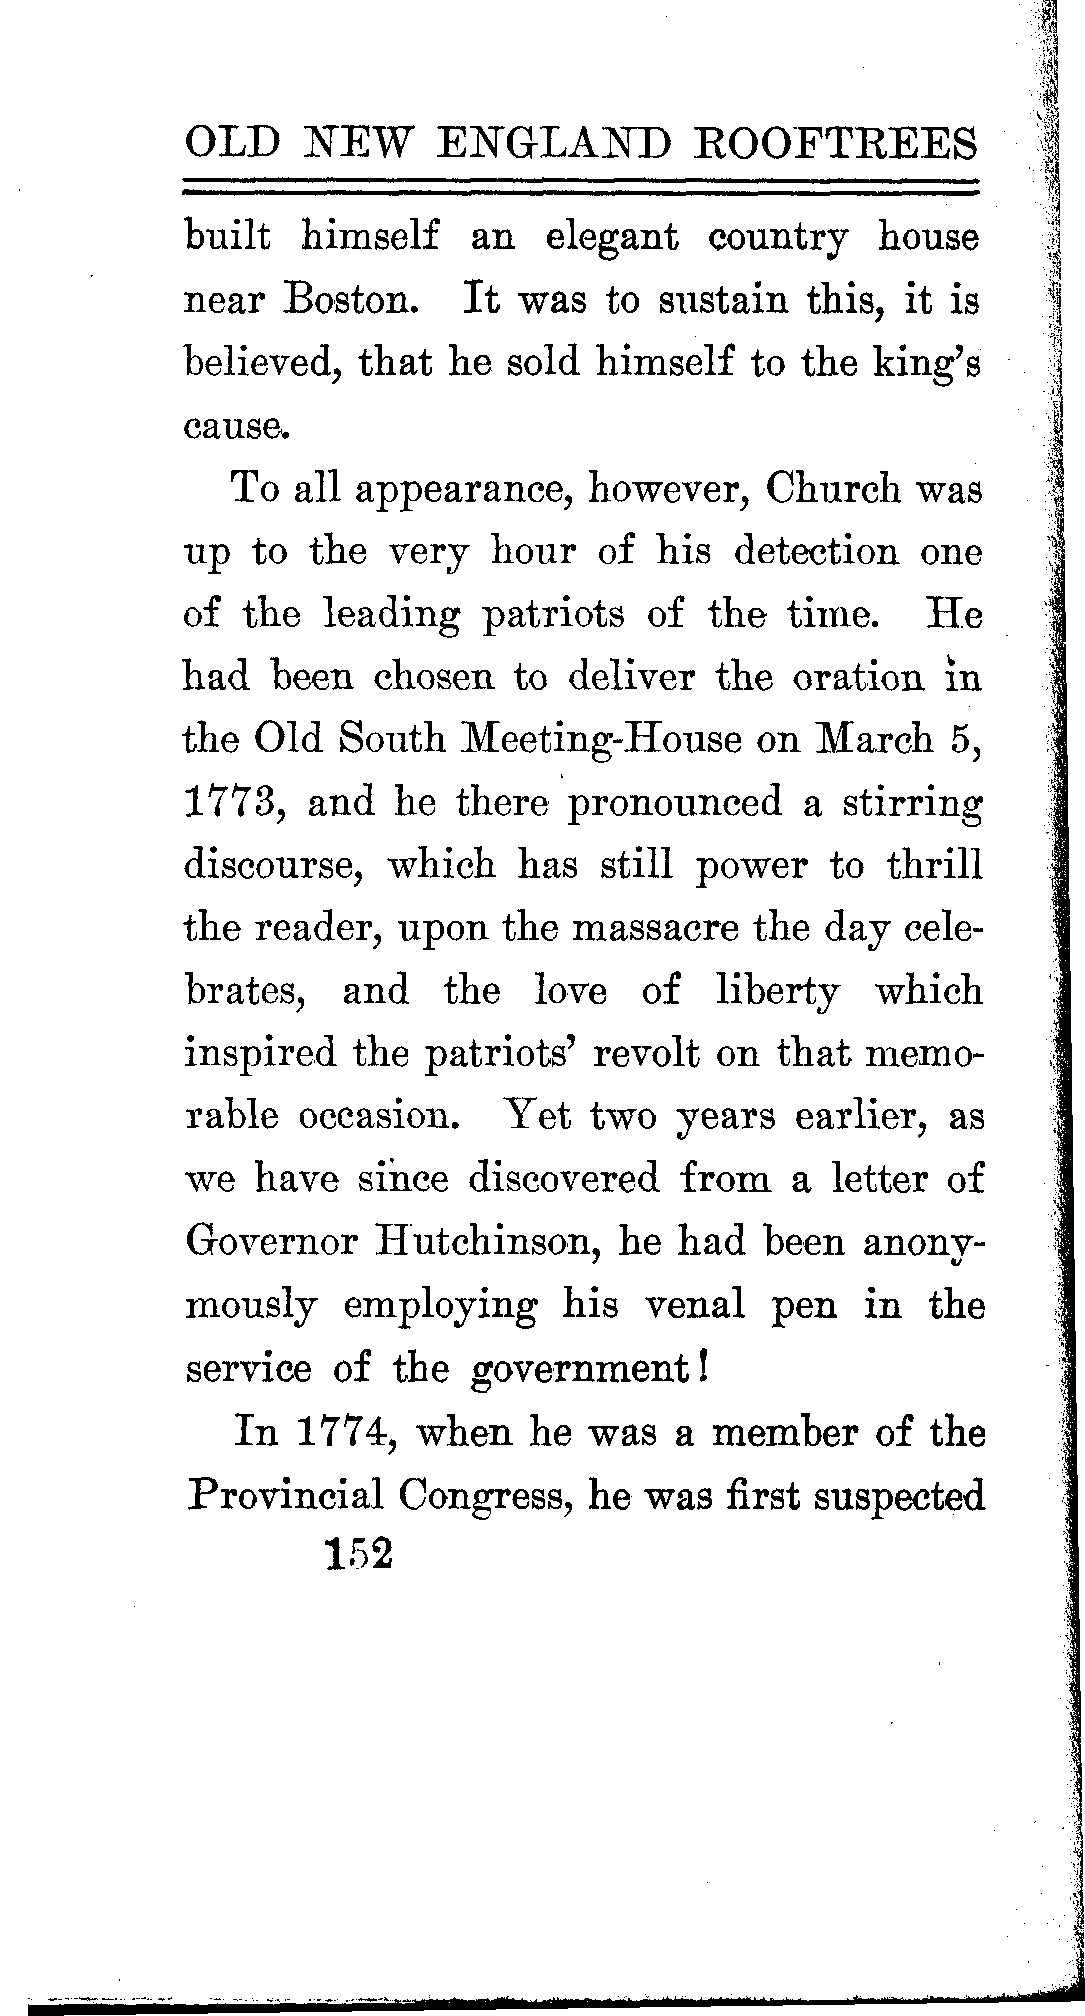 OLD NEW ENGLAND ROOFTREES
built himself an elegant country house
near Boston. It was to sustain this, it is
believed, that he sold himself to the king's
cause.
To all appearance, however, Church was
up to the very hour of his detection one
of the leading patriots of the time. He
had been chosen to deliver the oration in
the Old South Meeting-House on March 5,
1773, and he there pronounced a stirring
discourse, which has still power to thrill
the reader, upon the massacre the day cele-
brates, and the love of liberty which
inspired the patriots' revolt on that memo-
rable occasion. Yet two years earlier, as
we have since discovered from a letter of
Governor Hutchinson, he had been anony-
mously employing his venal pen in the
service of the government!
In 1774, when he was a member of the
Provincial Congress, he was first suspected
152